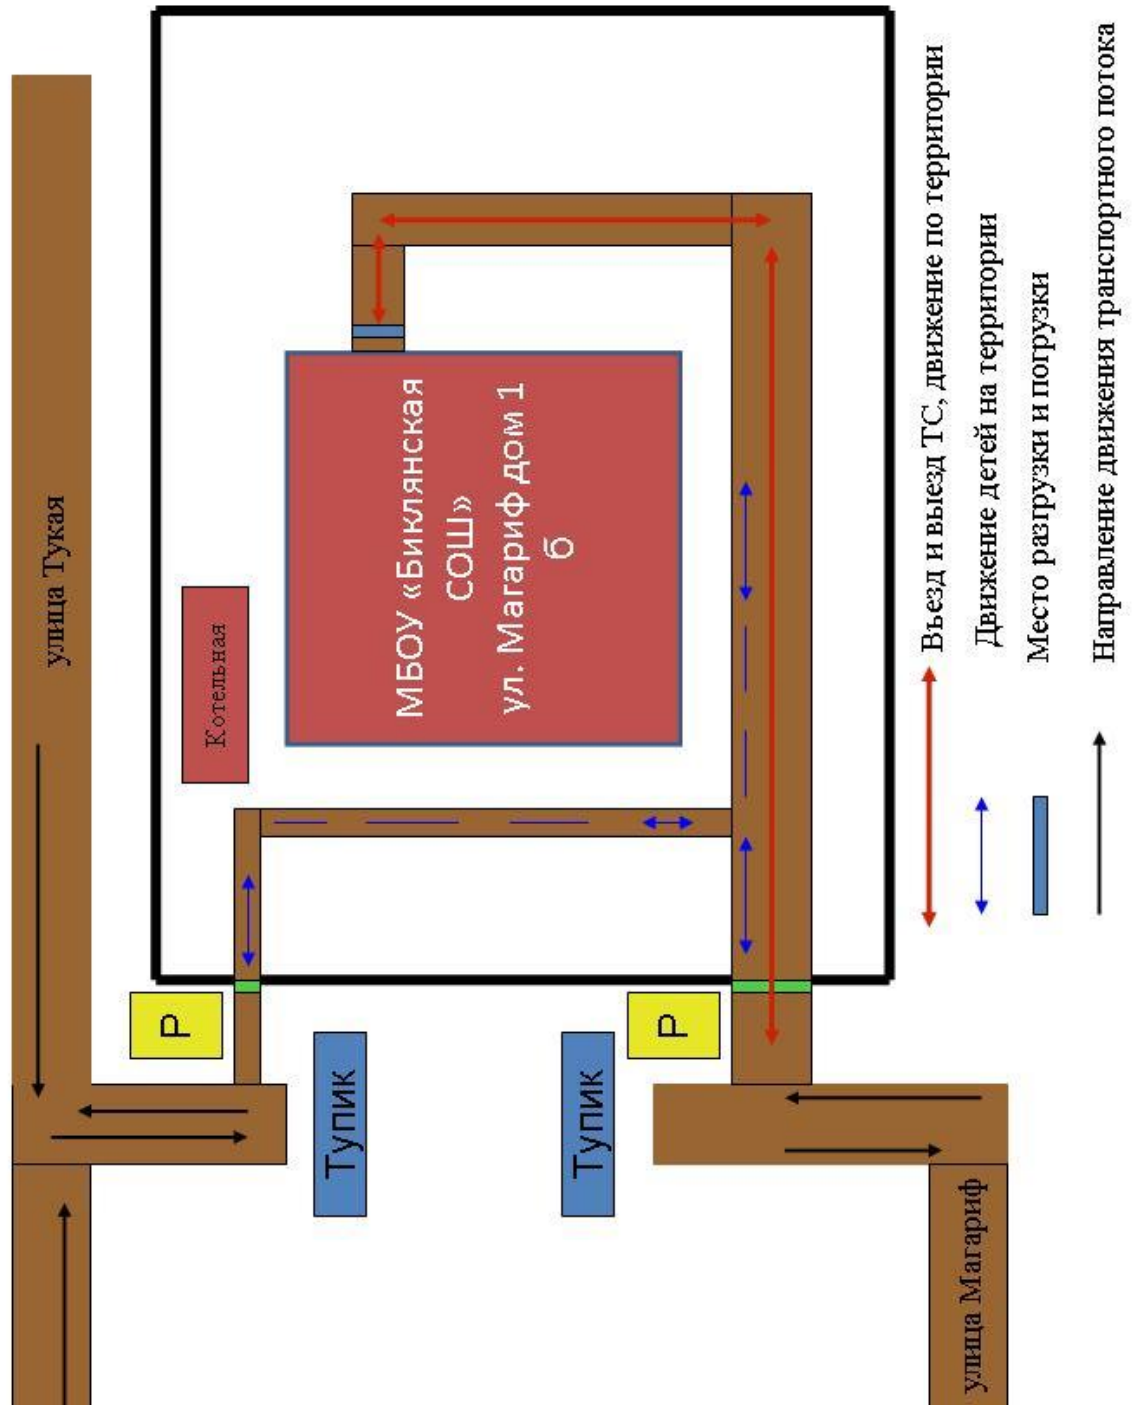 улица Тукая
Котельная
МБОУ «Биклянская
СОШ»
ул. Магариф дом 1
б
P
Тупик
Тупик
P
улица Магариф
Въезд и выезд ТС, движение по территории
Движение детей на территории
Место разгрузки и погрузки
Направление движения транспортного потока